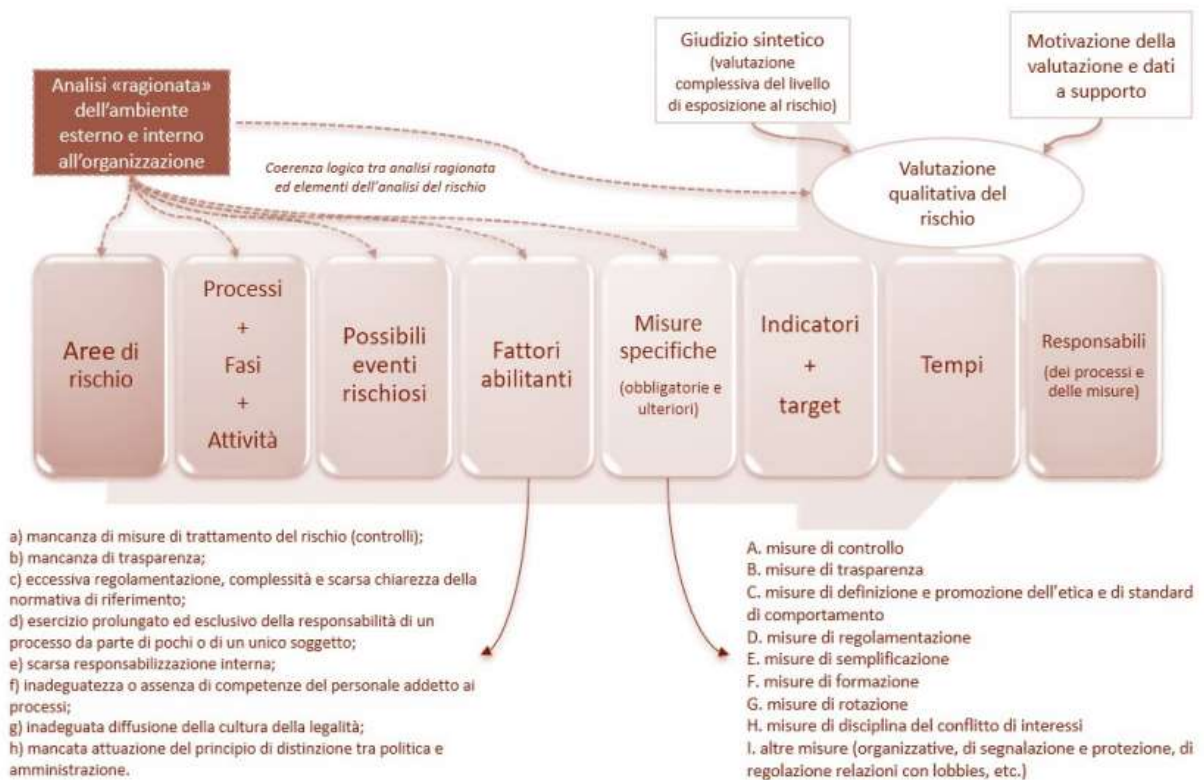 Giudizio sintetico
(valutazione
complessiva del livello
di esposizione al rischio)
Motivazione della
valutazione e dati
a supporto
Analisi «ragionata»
dell'ambiente
esterno e interno
all'organizzazione
Coerenza logica tra analisi ragionata
ed elementi dell'analisi del rischio
Valutazione
qualitativa del
rischio
Aree di
rischio
Processi
+
Fasi
+
Attività
Possibili
eventi
rischiosi
Fattori
abilitanti
Misure
specifiche
(obbligatorie e
ulteriori)
Indicatori
+
target
Tempi
Responsabili
(dei processi e
delle misure)
a) mancanza di misure di trattamento del rischio (controlli);
b) mancanza di trasparenza;
c) eccessiva regolamentazione, complessità e scarsa chiarezza della
normativa di riferimento;
d) esercizio prolungato ed esclusivo della responsabilità di un
processo da parte di pochi o di un unico soggetto;
e) scarsa responsabilizzazione interna;
f) inadeguatezza o assenza di competenze del personale addetto ai
processi;
g) inadeguata diffusione della cultura della legalità;
h) mancata attuazione del principio di distinzione tra politica e
amministrazione.
A. misure di controllo
B. misure di trasparenza
C. misure di definizione e promozione dell'etica e di standard
di comportamento
D. misure di regolamentazione
E. misure di semplificazione
F. misure di formazione
G. misure di rotazione
H. misure di disciplina del conflitto di interessi
I. altre misure (organizzative, di segnalazione e protezione, di
regolazione relazioni con lobbies, etc.)